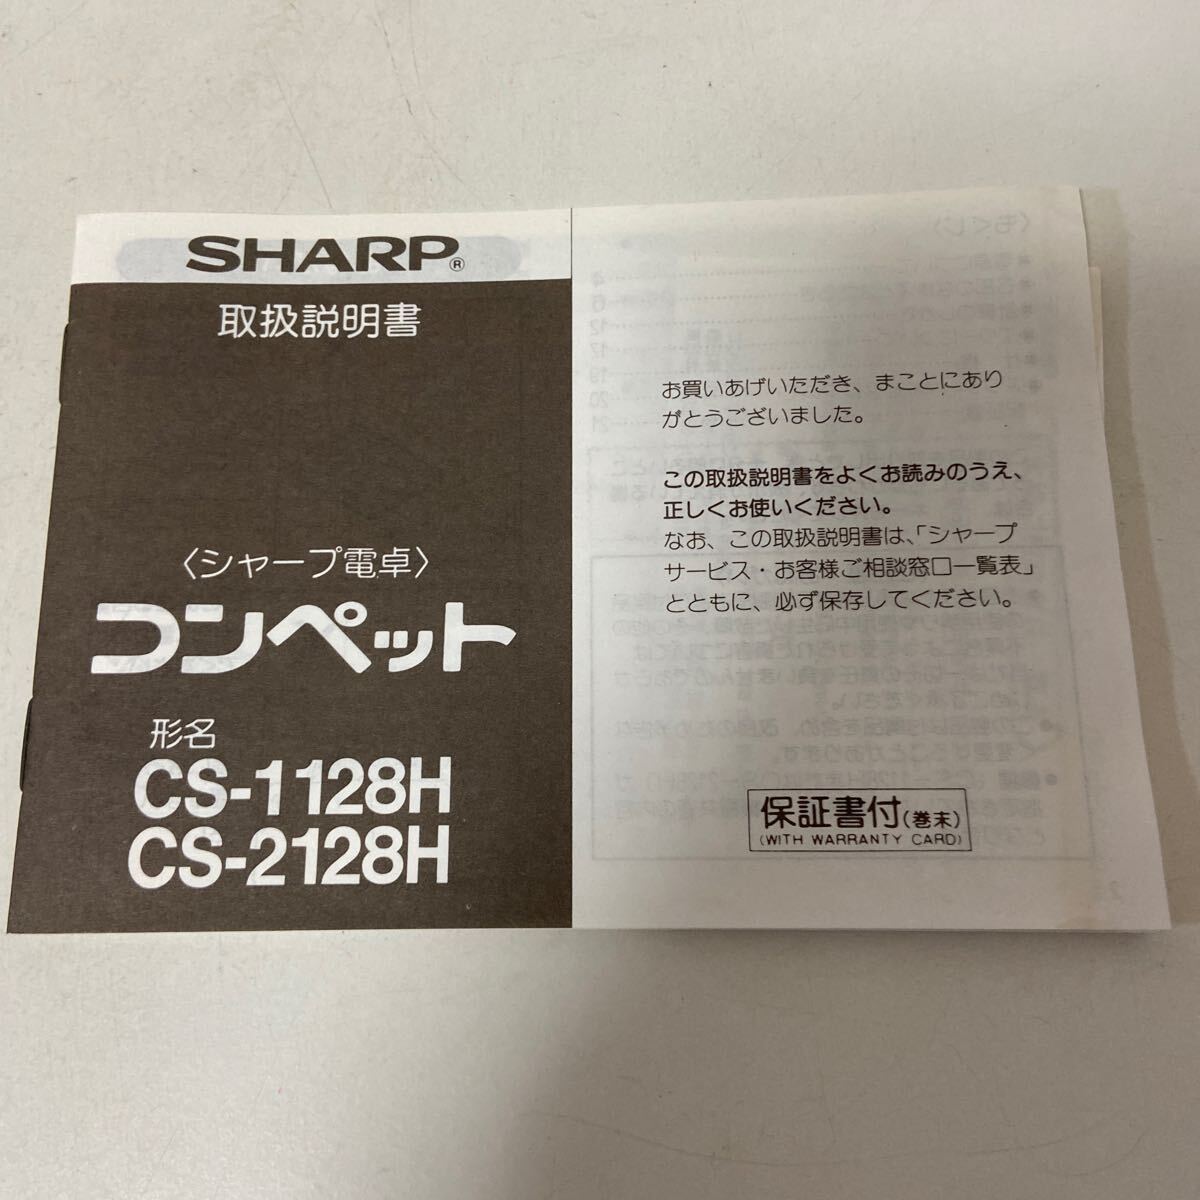 SHARP®
取扱説明書
〈シャープ電卓〉
コンペット
形名
CS-1128H
CS-2128H
お買いあげいただき、まことにあり
がとうございました。
この取扱説明書をよくお読みのうえ、
正しくお使いください。
なお、この取扱説明書は、「シャープ
サービス・お客様ご相談窓口一覧表」
とともに、必ず保存してください。
保証書付(巻末)
(WITH WARRANTY CARD)